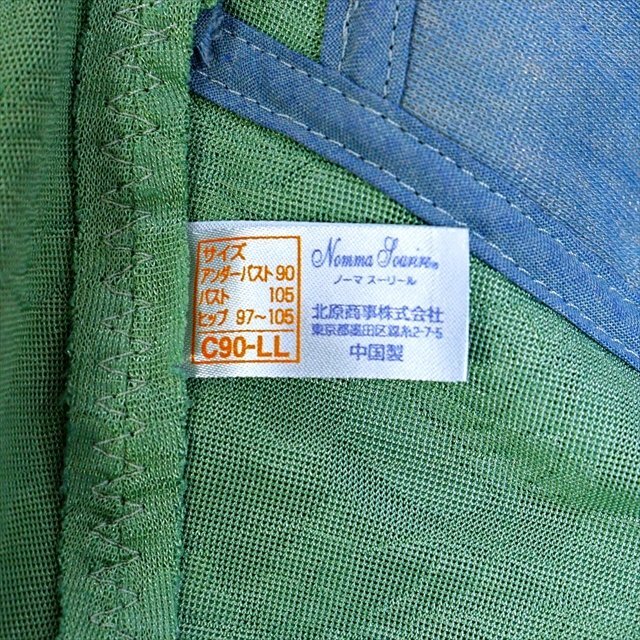 サイズ
アンダーバスト 90
バスト 105
ヒップ 97〜105
C90-LL
Nomma Sourire
ノーマ スーリール
北原商事株式会社
東京都墨田区錦糸2-7-5
中国製